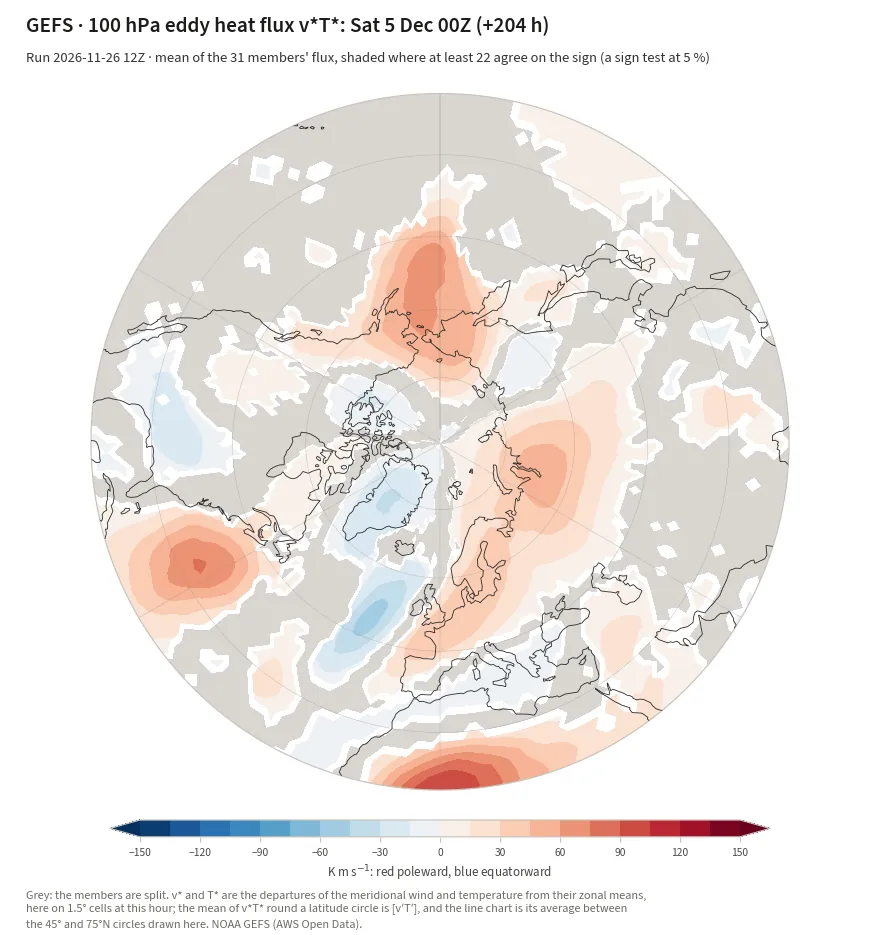 GEFS · 100 hPa eddy heat flux v*T*: Sat 5 Dec 00Z (+204 h)
Run 2026-11-26 12Z · mean of the 31 members' flux, shaded where at least 22 agree on the sign (a sign test at 5 %)
−150 −120 −90 −60 −30 0 30 60 90 120 150
K m s⁻¹: red poleward, blue equatorward
Grey: the members are split. v* and T* are the departures of the meridional wind and temperature from their zonal means,
here on 1.5° cells at this hour; the mean of v*T* round a latitude circle is [v′T′], and the line chart is its average between
the 45° and 75°N circles drawn here. NOAA GEFS (AWS Open Data).